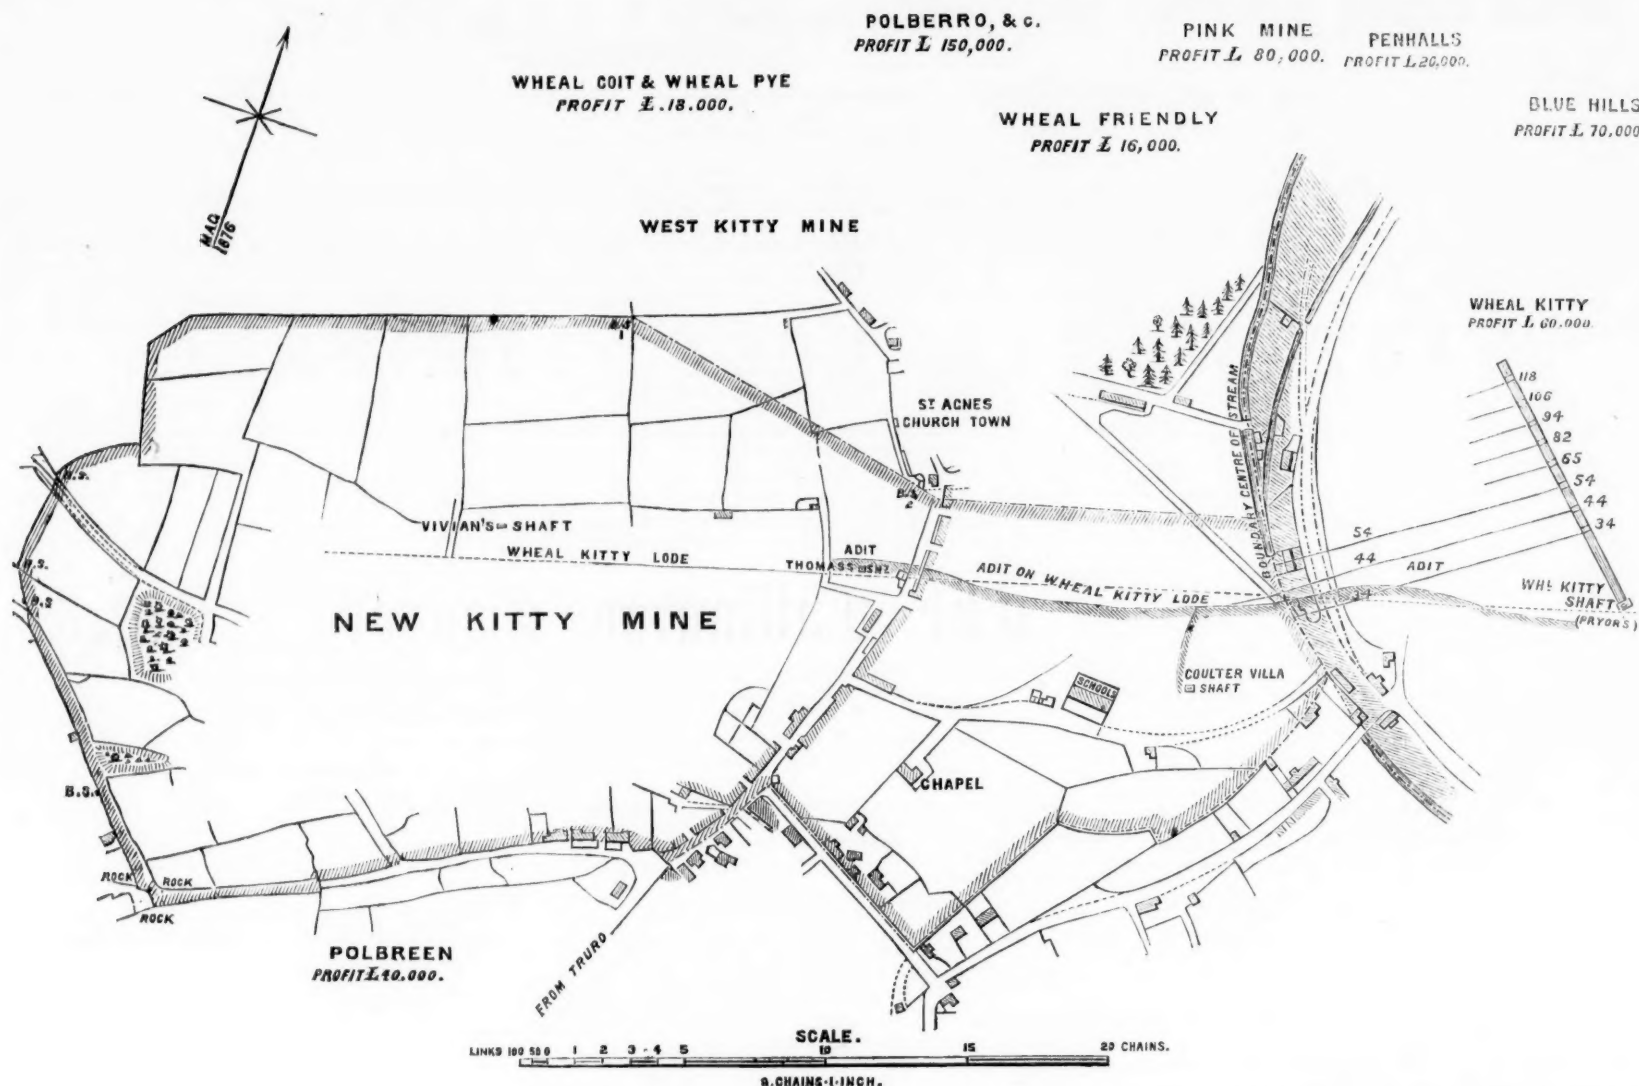 POLBERRO, & C.
PROFIT £ 150,000.
PINK MINE
PROFIT £ 80,000.
PENHALLS
PROFIT £ 20,000.
WHEAL COIT & WHEAL PYE
PROFIT £.18.000.
WHEAL FRIENDLY
PROFIT £ 16,000.
BLUE HILLS
PROFIT £ 70,000
MAG
1876
WEST KITTY MINE
WHEAL KITTY
PROFIT £ 60.000.
B.S
1
ST AGNES
CHURCH TOWN
BOUNDARY CENTRE OF STREAM
118
106
94
82
65
54
44
44
34
B.S.
B.S
2
VIVIAN'S SHAFT
WHEAL KITTY LODE
ADIT
THOMAS'S
ADIT ON WHEAL KITTY LODE
54
44
ADIT
34
WHL KITTY
SHAFT
(PRYORS)
B.S.
B.S
NEW KITTY MINE
COULTER VILLA
SHAFT
SCHOOLS
B.S.
CHAPEL
ROCK
ROCK
ROCK
POLBREEN
PROFIT £ 40.000.
FROM TRURO
SCALE.
LINKS 100 50 0 1 2 3 4 5 10 15 20 CHAINS.
9.CHAINS.1.INCH.